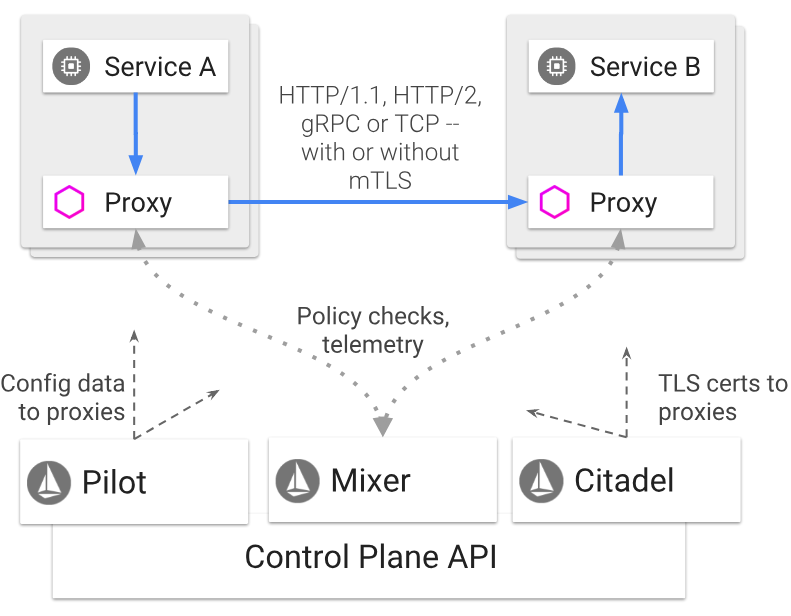 Service A
Service B
HTTP/1.1, HTTP/2,
gRPC or TCP --
with or without
mTLS
Proxy
Proxy
Policy checks,
telemetry
Config data
to proxies
TLS certs to
proxies
Pilot
Mixer
Citadel
Control Plane API